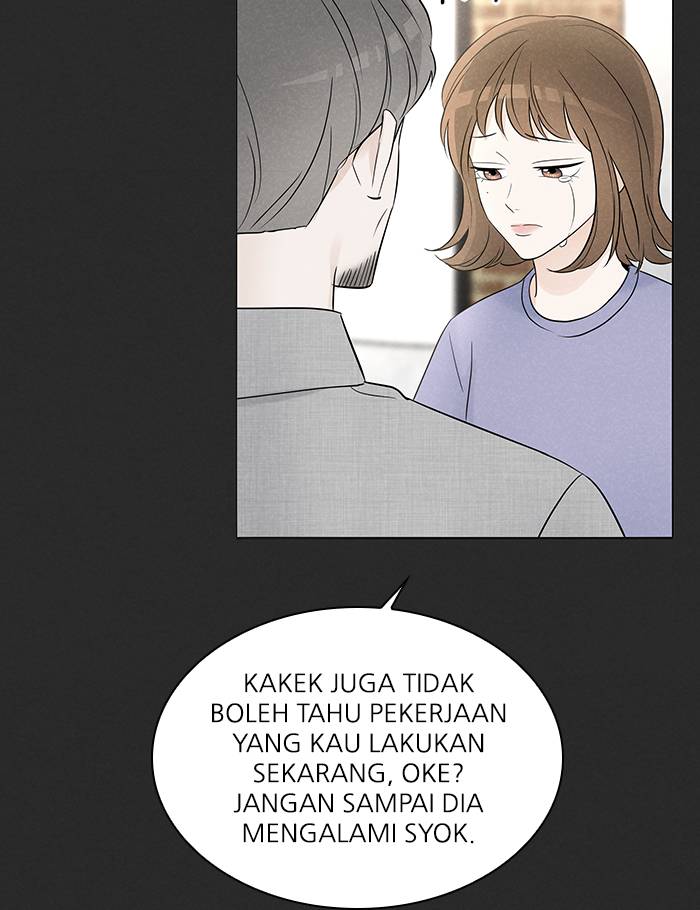 KAKEK JUGA TIDAK
BOLEH TAHU PEKERJAAN
YANG KAU LAKUKAN
SEKARANG, OKE?
JANGAN SAMPAI DIA
MENGALAMI SYOK.